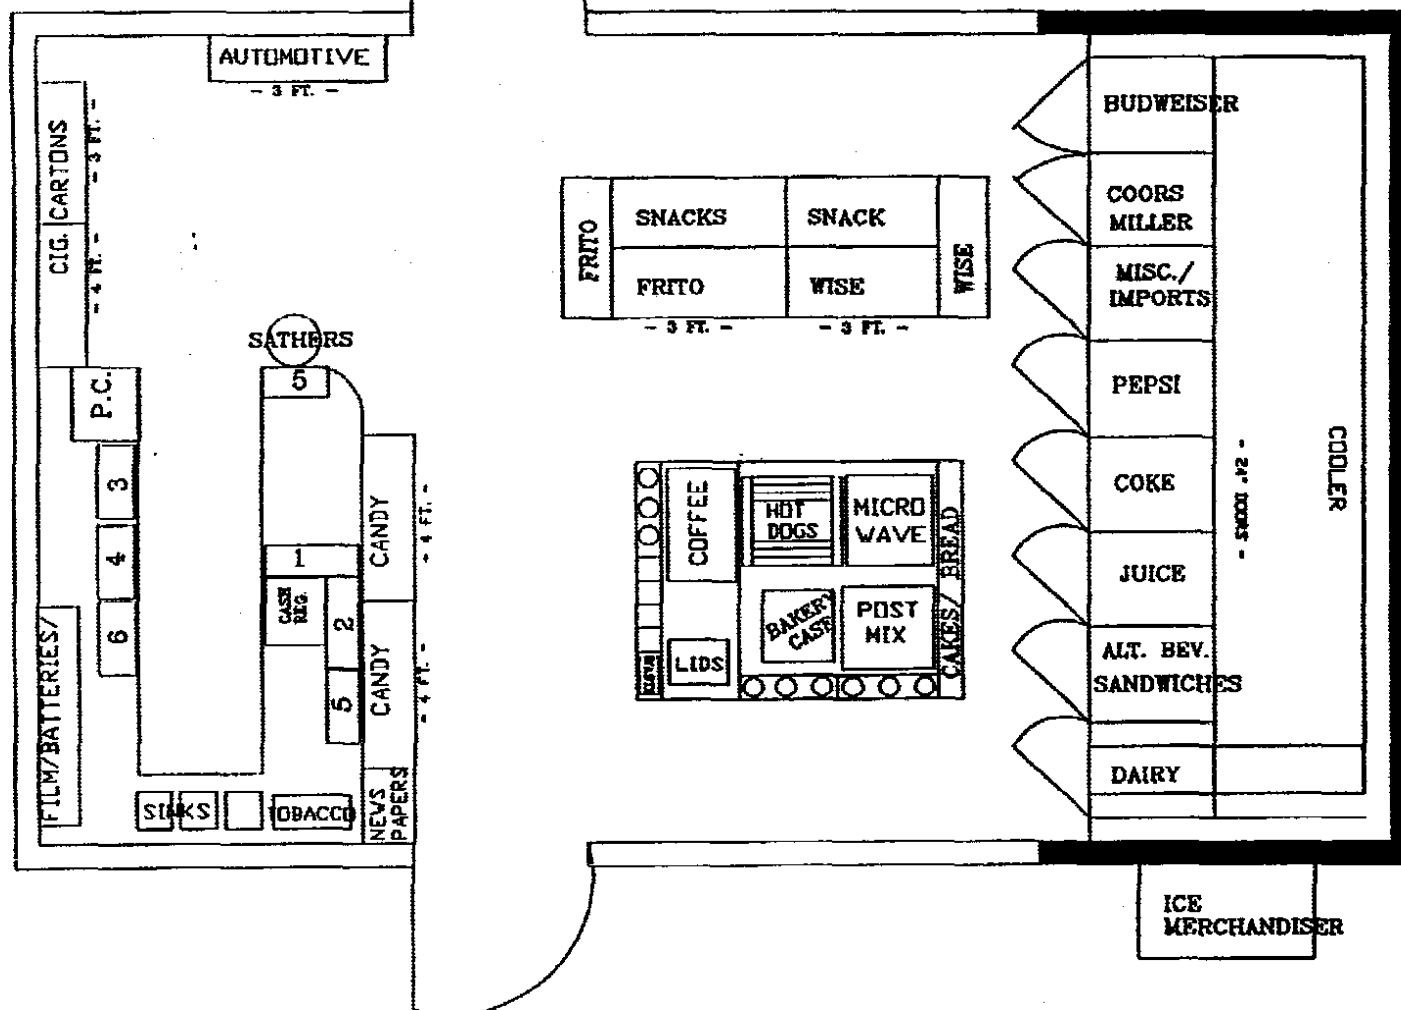 AUTOMOTIVE
- 3 FT. -
CIG. CARTONS
- 3 FT. -
- 4 FT. -
SATHERS
5
P.C.
3
4
6
1
CASH
REG.
2
5
CANDY
- 4 FT. -
CANDY
- 4 FT. -
FILM/BATTERIES/
SINKS
TOBACCO
NEWS
PAPERS
FRITO
SNACKS
SNACK
FRITO
WISE
WISE
- 3 FT. -
- 3 FT. -
COFFEE
HOT
DOGS
MICRO
WAVE
BAKERY
CASE
POST
MIX
LIDS
CAKES/ BREAD
BUDWEISER
COORS
MILLER
MISC./
IMPORTS
PEPSI
COKE
JUICE
ALT. BEV.
SANDWICHES
DAIRY
- 24" DOORS -
COOLER
ICE
MERCHANDISER